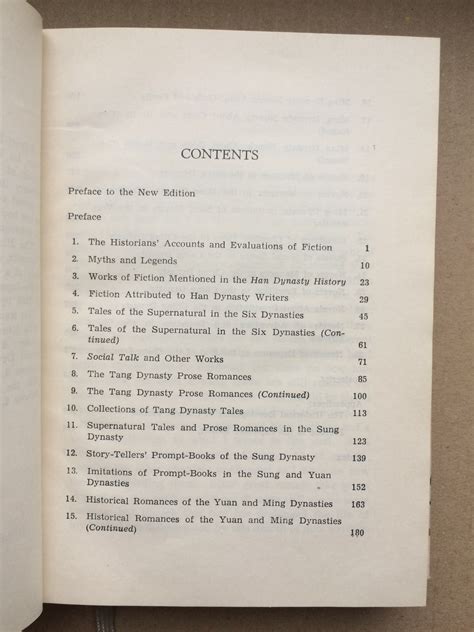 CONTENTS
Preface to the New Edition
Preface
1. The Historians' Accounts and Evaluations of Fiction 1
2. Myths and Legends 10
3. Works of Fiction Mentioned in the Han Dynasty History 23
4. Fiction Attributed to Han Dynasty Writers 29
5. Tales of the Supernatural in the Six Dynasties 45
6. Tales of the Supernatural in the Six Dynasties (Con-
tinued) 61
7. Social Talk and Other Works 71
8. The Tang Dynasty Prose Romances 85
9. The Tang Dynasty Prose Romances (Continued) 100
10. Collections of Tang Dynasty Tales 113
11. Supernatural Tales and Prose Romances in the Sung
Dynasty 123
12. Story-Tellers' Prompt-Books of the Sung Dynasty 139
13. Imitations of Prompt-Books in the Sung and Yuan
Dynasties 152
14. Historical Romances of the Yuan and Ming Dynasties 163
15. Historical Romances of the Yuan and Ming Dynasties
(Continued) 180